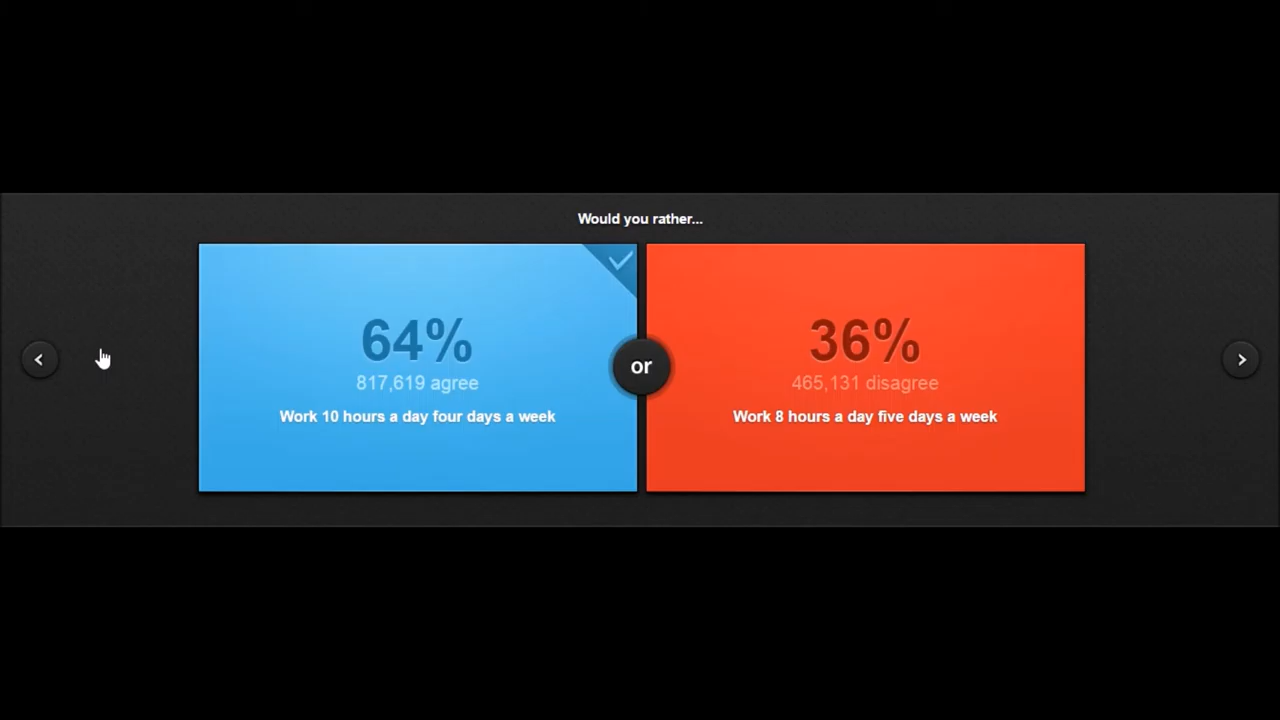 Would you rather...
64%
817,619 agree
Work 10 hours a day four days a week
or
36%
465,131 disagree
Work 8 hours a day five days a week